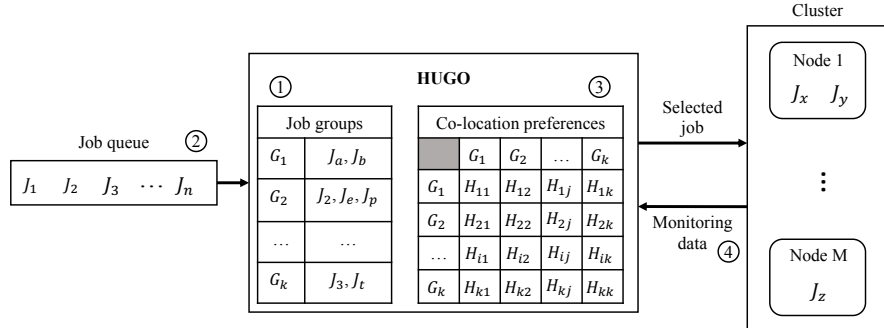 Cluster
HUGO
Node 1
J_x J_y
①
③
Job groups
Co-location preferences
Selected job
Job queue ②
J_1 J_2 J_3 ⋯ J_n
G_1 J_a, J_b
G_2 J_2, J_e, J_p
… …
G_k J_3, J_t
G_1 G_2 … G_k
G_1 H_11 H_12 H_1j H_1k
G_2 H_21 H_22 H_2j H_2k
… H_i1 H_i2 H_ij H_ik
G_k H_k1 H_k2 H_kj H_kk
Monitoring
data ④
⋮
Node M
J_z